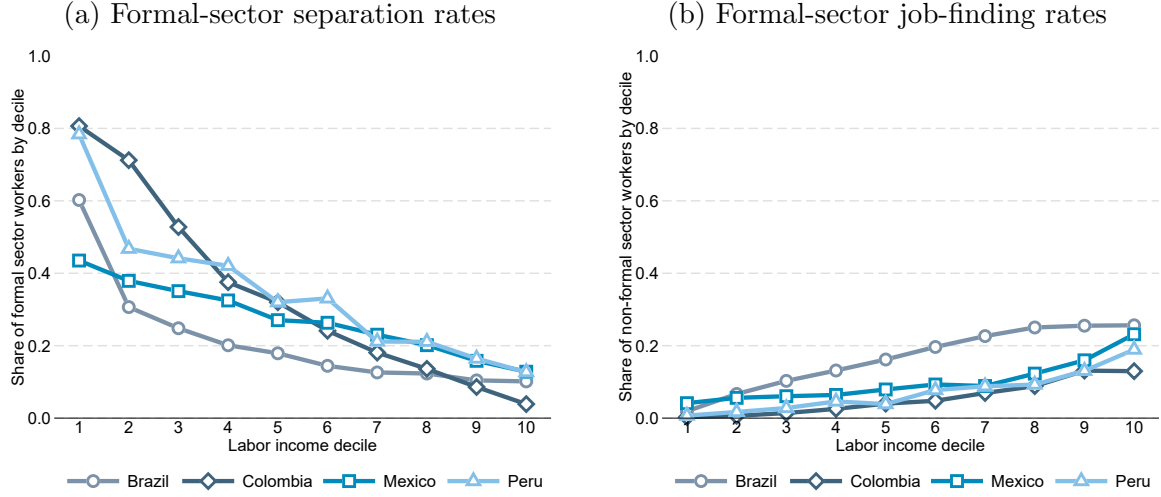 (a) Formal-sector separation rates
Share of formal sector workers by decile
1.0
0.8
0.6
0.4
0.2
0.0
1 2 3 4 5 6 7 8 9 10
Labor income decile
Brazil Colombia Mexico Peru
(b) Formal-sector job-finding rates
Share of non-formal sector workers by decile
1.0
0.8
0.6
0.4
0.2
0.0
1 2 3 4 5 6 7 8 9 10
Labor income decile
Brazil Colombia Mexico Peru